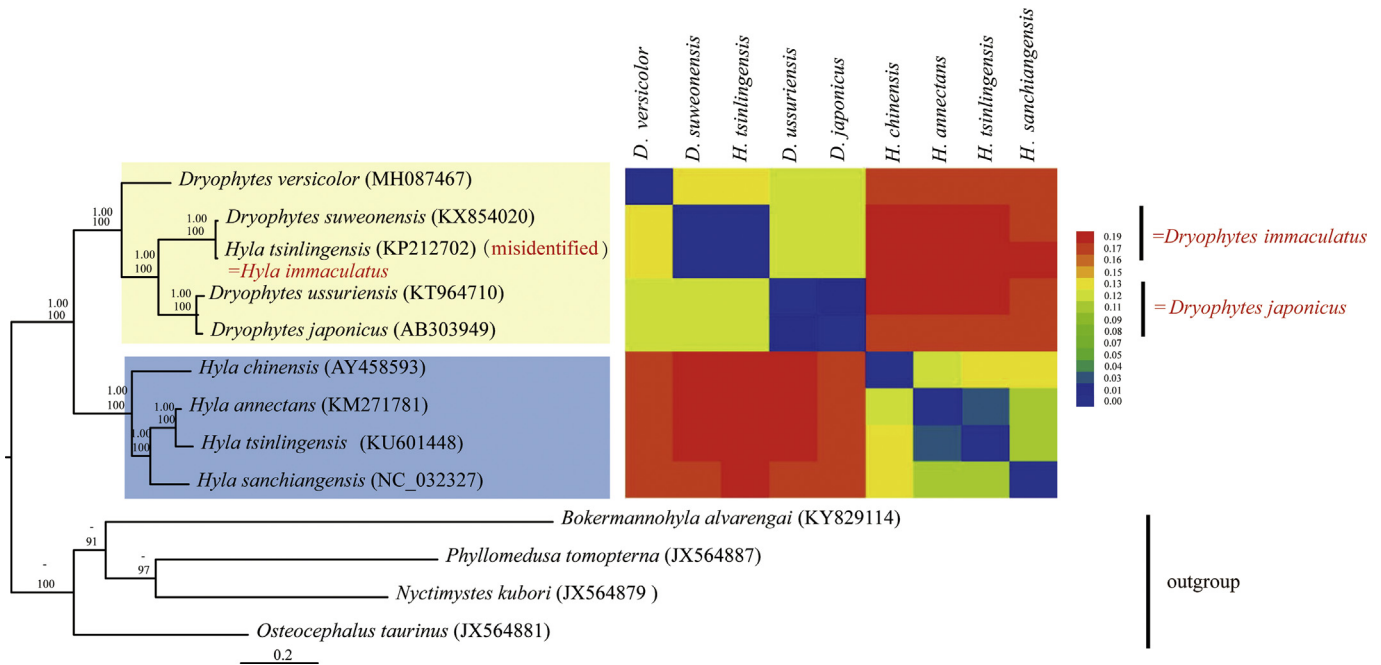 D. versicolor
D. suweonensis
H. tsinlingensis
D. ussuriensis
D. japonicus
H. chinensis
H. annectans
H. tsinlingensis
H. sanchiangensis
Dryophytes versicolor (MH087467)
1.00
100
1.00
100
Dryophytes suweonensis (KX854020)
Hyla tsinlingensis (KP212702) (misidentified)
=Hyla immaculatus
1.00
100
1.00
100
Dryophytes ussuriensis (KT964710)
Dryophytes japonicus (AB303949)
1.00
100
Hyla chinensis (AY458593)
1.00
100
Hyla annectans (KM271781)
1.00
100
1.00
100
Hyla tsinlingensis (KU601448)
Hyla sanchiangensis (NC_032327)
0.19
0.17
0.16
0.15
0.13
0.12
0.11
0.09
0.08
0.07
0.05
0.04
0.03
0.01
0.00
=Dryophytes immaculatus
= Dryophytes japonicus
Bokermannohyla alvarengai (KY829114)
-
91
Phyllomedusa tomopterna (JX564887)
-
97
Nyctimystes kubori (JX564879 )
-
100
Osteocephalus taurinus (JX564881)
outgroup
0.2